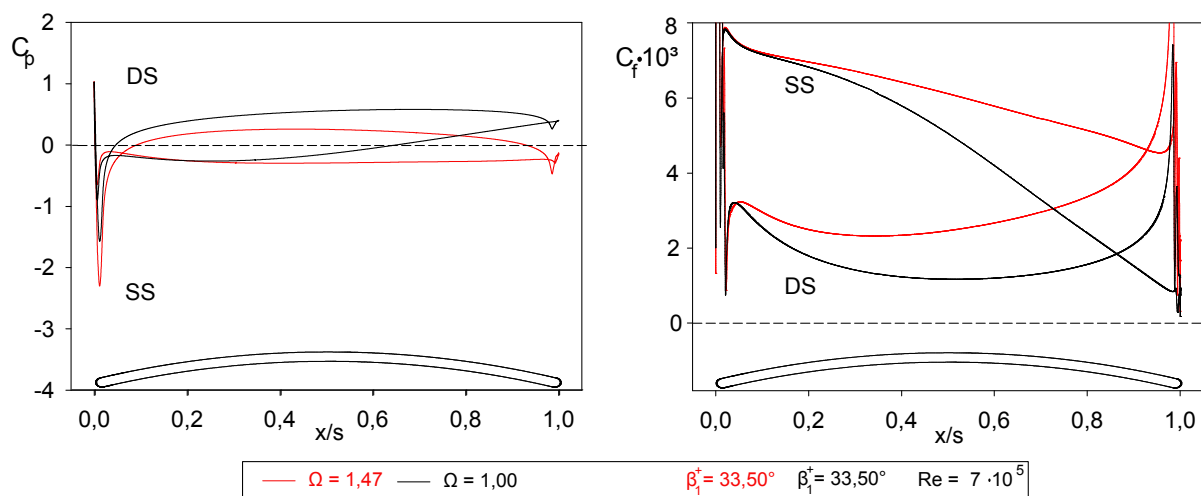 C_p
2
1
0
-1
-2
-3
-4
DS
SS
0,0 0,2 0,4 0,6 0,8 1,0
x/s
C_f•10³
8
6
4
2
0
SS
DS
0,0 0,2 0,4 0,6 0,8 1,0
x/s
Ω = 1,47 Ω = 1,00 β₁⁺= 33,50° β₁⁺= 33,50° Re = 7 ·10⁵